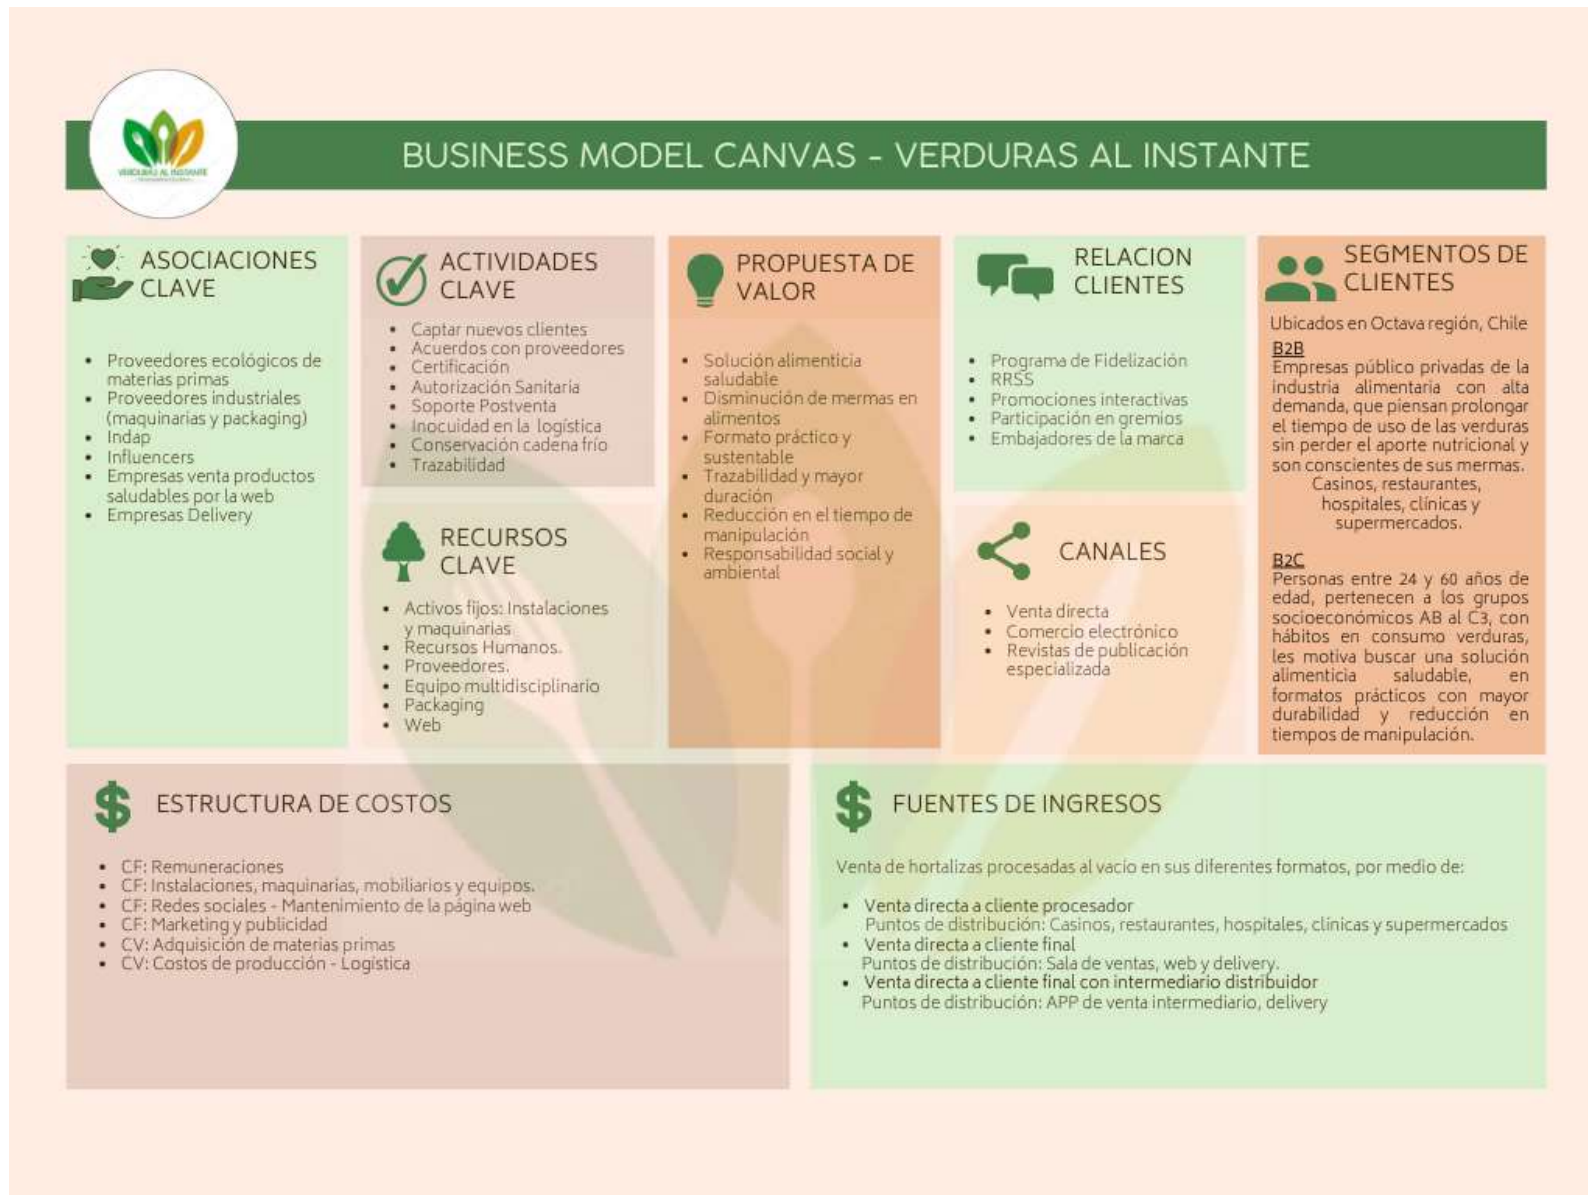 VERDURAS AL INSTANTE
BUSINESS MODEL CANVAS - VERDURAS AL INSTANTE
ASOCIACIONES
CLAVE
• Proveedores ecológicos de
materias primas
• Proveedores industriales
(maquinarias y packaging)
• Indap
• Influencers
• Empresas venta productos
saludables por la web
• Empresas Delivery
ACTIVIDADES
CLAVE
• Captar nuevos clientes
• Acuerdos con proveedores
• Certificación
• Autorización Sanitaria
• Soporte Postventa
• Inocuidad en la logística
• Conservación cadena frío
• Trazabilidad
RECURSOS
CLAVE
• Activos fijos: Instalaciones
y maquinarias
• Recursos Humanos.
• Proveedores.
• Equipo multidisciplinario
• Packaging
• Web
PROPUESTA DE
VALOR
• Solución alimenticia
saludable
• Disminución de mermas en
alimentos
• Formato práctico y
sustentable
• Trazabilidad y mayor
duración
• Reducción en el tiempo de
manipulación
• Responsabilidad social y
ambiental
RELACION
CLIENTES
• Programa de Fidelización
• RRSS
• Promociones interactivas
• Participación en gremios
• Embajadores de la marca
CANALES
• Venta directa
• Comercio electrónico
• Revistas de publicación
especializada
SEGMENTOS DE
CLIENTES
Ubicados en Octava región, Chile
B2B
Empresas público privadas de la
industria alimentaria con alta
demanda, que piensan prolongar
el tiempo de uso de las verduras
sin perder el aporte nutricional y
son conscientes de sus mermas.
Casinos, restaurantes,
hospitales, clínicas y
supermercados.
B2C
Personas entre 24 y 60 años de
edad, pertenecen a los grupos
socioeconómicos AB al C3, con
hábitos en consumo verduras,
les motiva buscar una solución
alimenticia saludable, en
formatos prácticos con mayor
durabilidad y reducción en
tiempos de manipulación.
ESTRUCTURA DE COSTOS
• CF: Remuneraciones
• CF: Instalaciones, maquinarias, mobiliarios y equipos.
• CF: Redes sociales - Mantenimiento de la página web
• CF: Marketing y publicidad
• CV: Adquisición de materias primas
• CV: Costos de producción - Logística
FUENTES DE INGRESOS
Venta de hortalizas procesadas al vacío en sus diferentes formatos, por medio de:
• Venta directa a cliente procesador
Puntos de distribución: Casinos, restaurantes, hospitales, clínicas y supermercados
• Venta directa a cliente final
Puntos de distribución: Sala de ventas, web y delivery.
• Venta directa a cliente final con intermediario distribuidor
Puntos de distribución: APP de venta intermediario, delivery